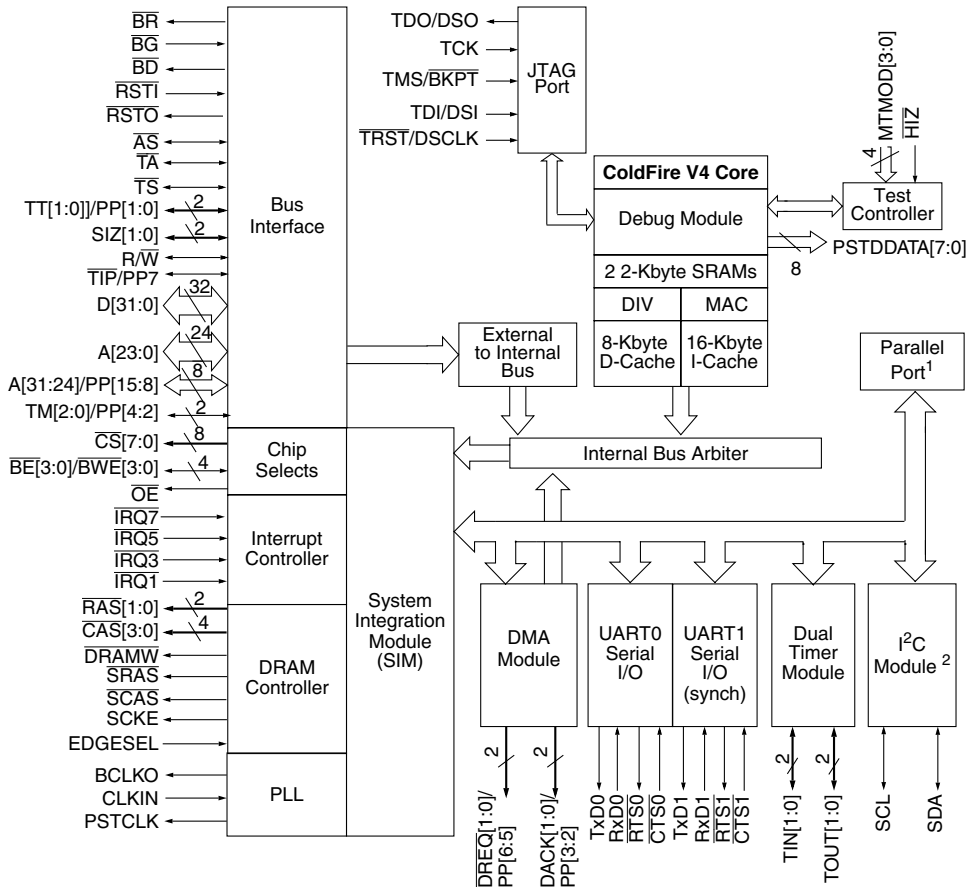 BR
BG
BD
RSTI
RSTO
AS
TA
TS
TT[1:0]]/PP[1:0]
2
SIZ[1:0]
2
R/W
TIP/PP7
D[31:0]
32
A[23:0]
24
A[31:24]/PP[15:8]
8
TM[2:0]/PP[4:2]
2
CS[7:0]
8
BE[3:0]/BWE[3:0]
4
OE
IRQ7
IRQ5
IRQ3
IRQ1
RAS[1:0]
2
CAS[3:0]
4
DRAMW
SRAS
SCAS
SCKE
EDGESEL
BCLKO
CLKIN
PSTCLK
Bus
Interface
Chip
Selects
Interrupt
Controller
DRAM
Controller
PLL
System
Integration
Module
(SIM)
TDO/DSO
TCK
TMS/BKPT
TDI/DSI
TRST/DSCLK
JTAG
Port
ColdFire V4 Core
Debug Module
2 2-Kbyte SRAMs
DIV
MAC
8-Kbyte
D-Cache
16-Kbyte
I-Cache
MTMOD[3:0]
4
HIZ
Test
Controller
PSTDDATA[7:0]
8
External
to Internal
Bus
Parallel
Port1
Internal Bus Arbiter
DMA
Module
UART0
Serial
I/O
UART1
Serial
I/O
(synch)
Dual
Timer
Module
I2C
Module 2
2
2
2
2
DREQ[1:0]/
PP[6:5]
DACK[1:0]/
PP[3:2]
TxD0
RxD0
RTS0
CTS0
TxD1
RxD1
RTS1
CTS1
TIN[1:0]
TOUT[1:0]
SCL
SDA